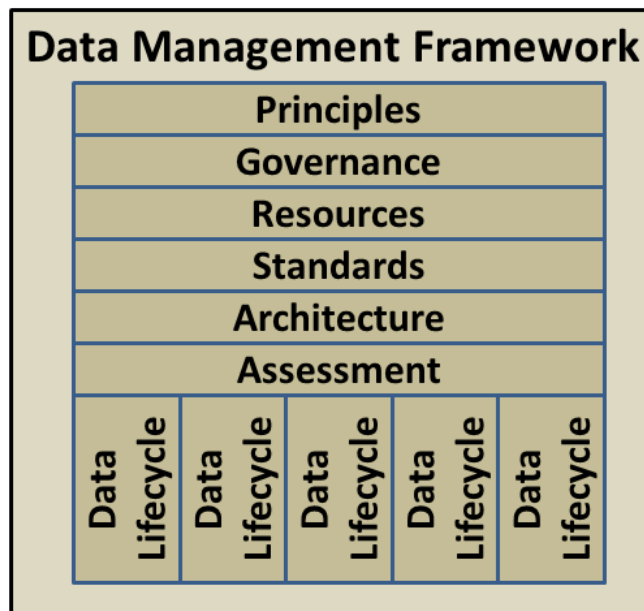 Data Management Framework
Principles
Governance
Resources
Standards
Architecture
Assessment
Data
Lifecycle
Data
Lifecycle
Data
Lifecycle
Data
Lifecycle
Data
Lifecycle